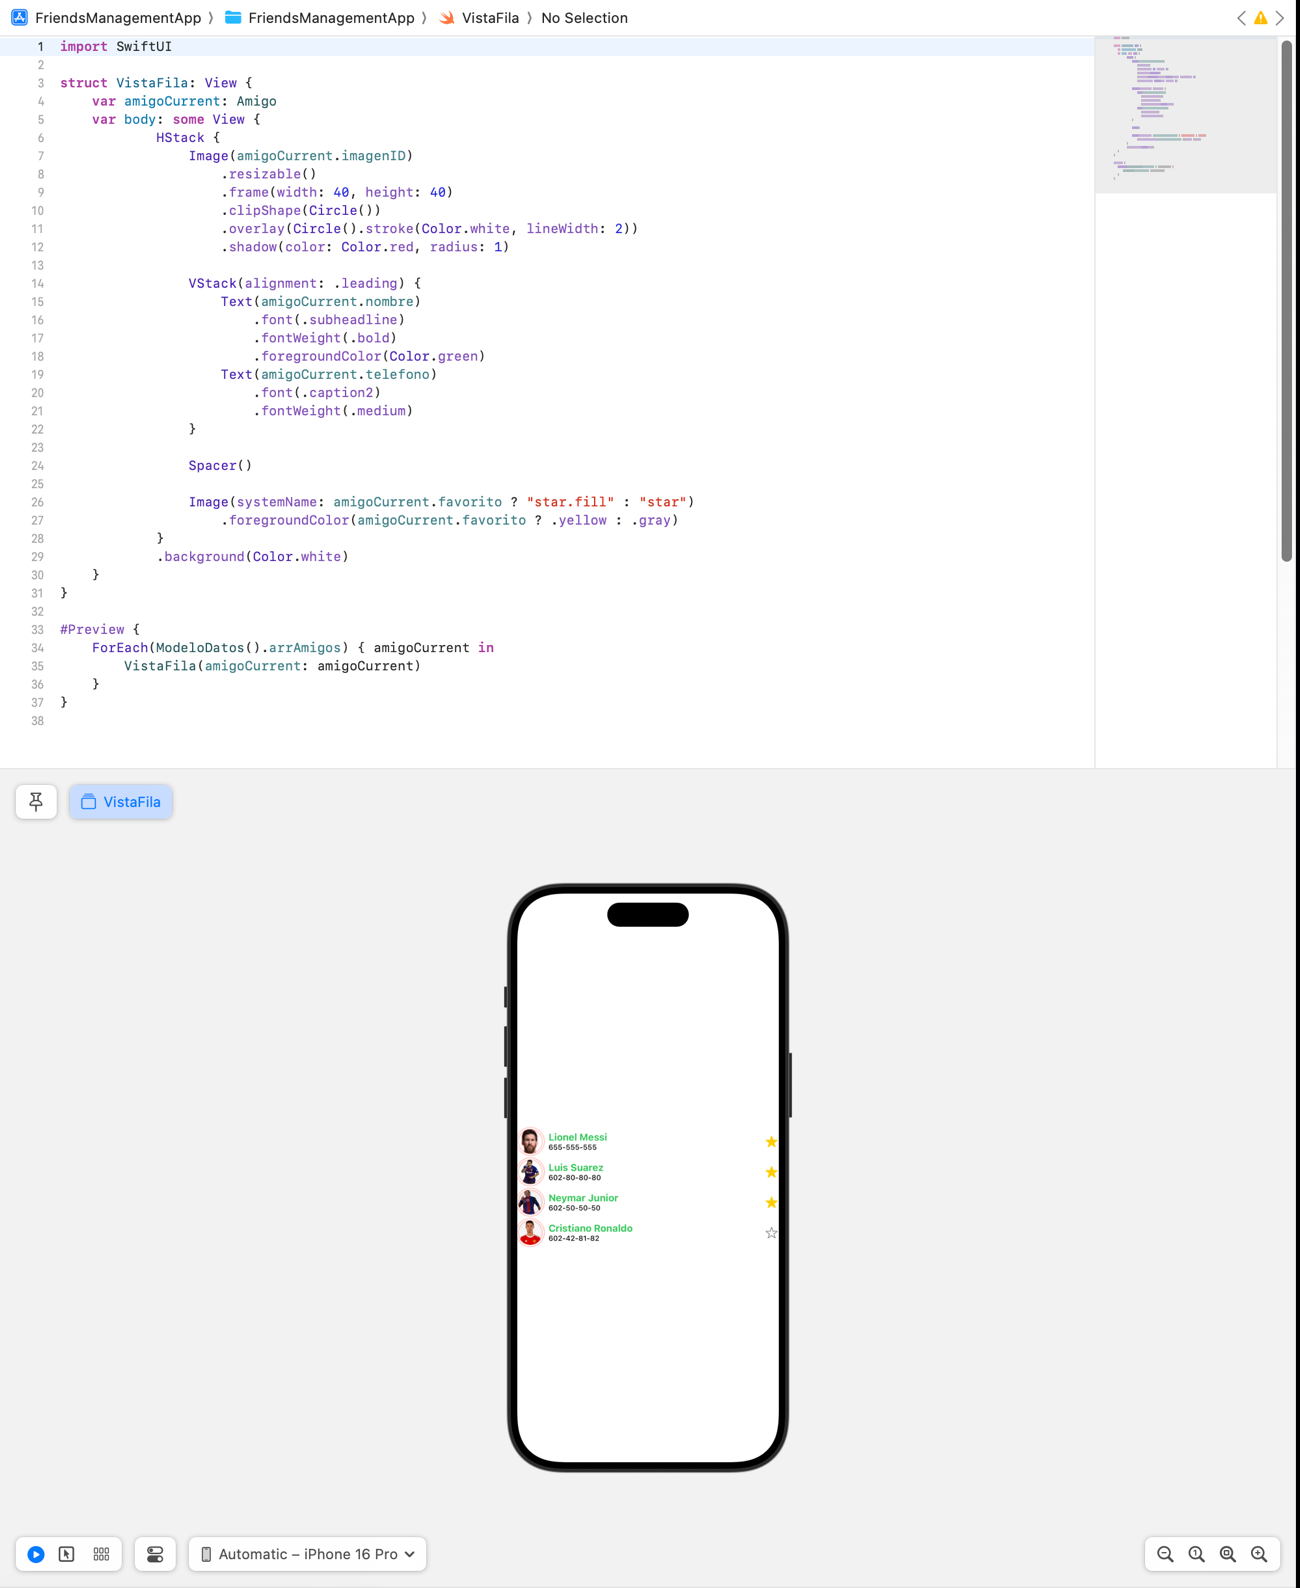 FriendsManagementApp 〉 FriendsManagementApp 〉 VistaFila 〉 No Selection
1 import SwiftUI
2
3 struct VistaFila: View {
4     var amigoCurrent: Amigo
5     var body: some View {
6             HStack {
7                 Image(amigoCurrent.imagenID)
8                     .resizable()
9                     .frame(width: 40, height: 40)
10                     .clipShape(Circle())
11                     .overlay(Circle().stroke(Color.white, lineWidth: 2))
12                     .shadow(color: Color.red, radius: 1)
13
14                 VStack(alignment: .leading) {
15                     Text(amigoCurrent.nombre)
16                         .font(.subheadline)
17                         .fontWeight(.bold)
18                         .foregroundColor(Color.green)
19                     Text(amigoCurrent.telefono)
20                         .font(.caption2)
21                         .fontWeight(.medium)
22                 }
23
24                 Spacer()
25
26                 Image(systemName: amigoCurrent.favorito ? "star.fill" : "star")
27                     .foregroundColor(amigoCurrent.favorito ? .yellow : .gray)
28             }
29             .background(Color.white)
30     }
31 }
32
33 #Preview {
34     ForEach(ModeloDatos().arrAmigos) { amigoCurrent in
35         VistaFila(amigoCurrent: amigoCurrent)
36     }
37 }
38
VistaFila
Lionel Messi
655-555-555
Luis Suarez
602-80-80-80
Neymar Junior
602-50-50-50
Cristiano Ronaldo
602-42-81-82
Automatic – iPhone 16 Pro